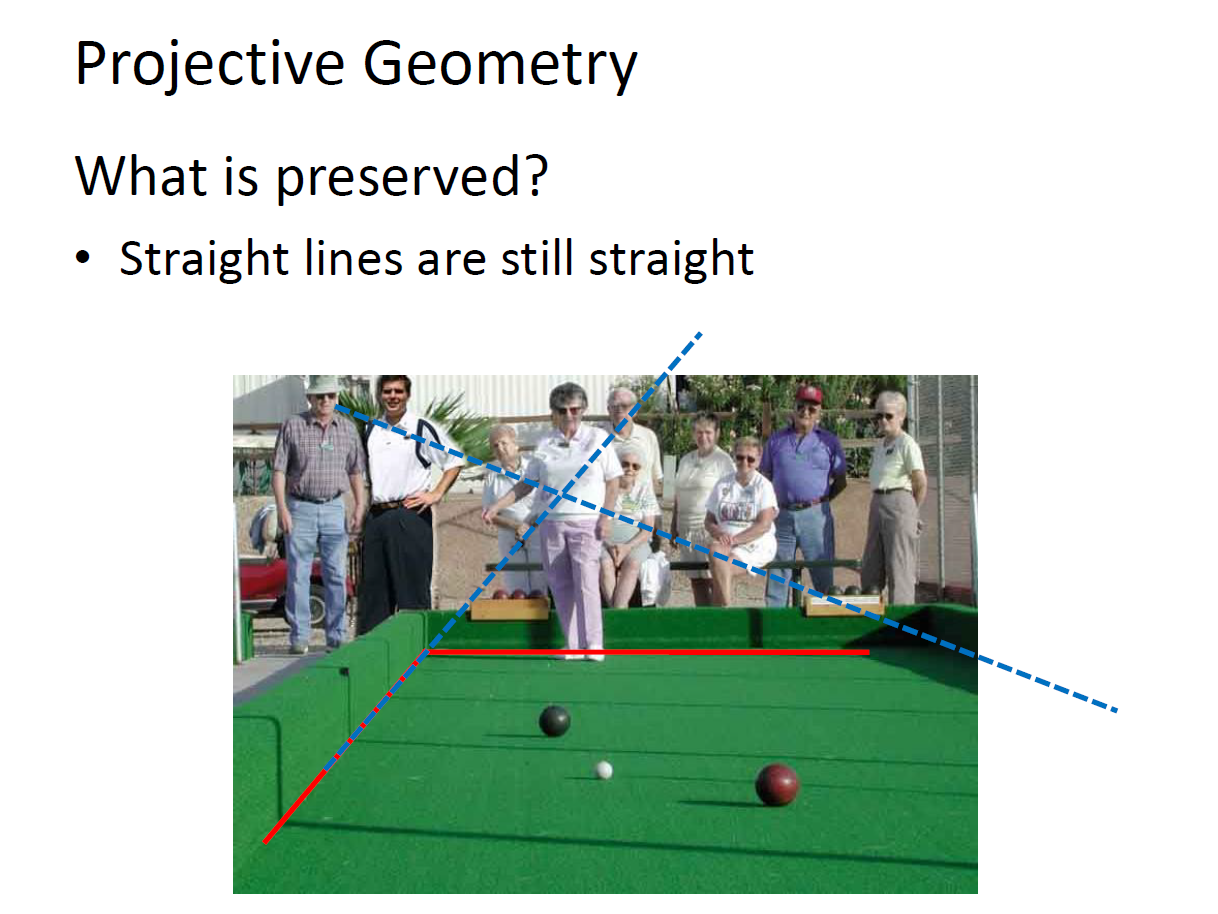 Projective Geometry
What is preserved?
• Straight lines are still straight